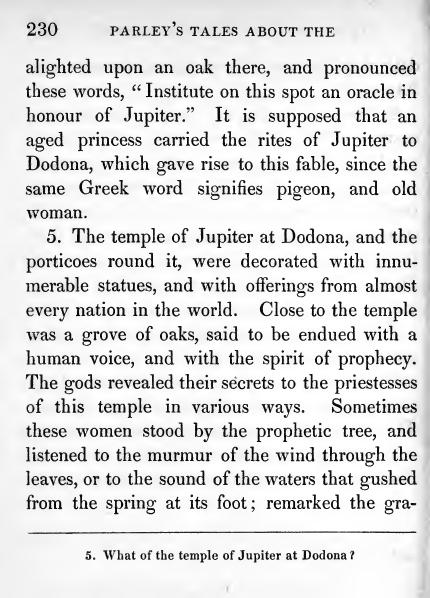 230 PARLEY'S TALES ABOUT THE
alighted upon an oak there, and pronounced
these words, “ Institute on this spot an oracle in
honour of Jupiter.” It is supposed that an
aged princess carried the rites of Jupiter to
Dodona, which gave rise to this fable, since the
same Greek word signifies pigeon, and old
woman.
5. The temple of Jupiter at Dodona, and the
porticoes round it, were decorated with innu-
merable statues, and with offerings from almost
every nation in the world. Close to the temple
was a grove of oaks, said to be endued with a
human voice, and with the spirit of prophecy.
The gods revealed their secrets to the priestesses
of this temple in various ways. Sometimes
these women stood by the prophetic tree, and
listened to the murmur of the wind through the
leaves, or to the sound of the waters that gushed
from the spring at its foot; remarked the gra-
5. What of the temple of Jupiter at Dodona?